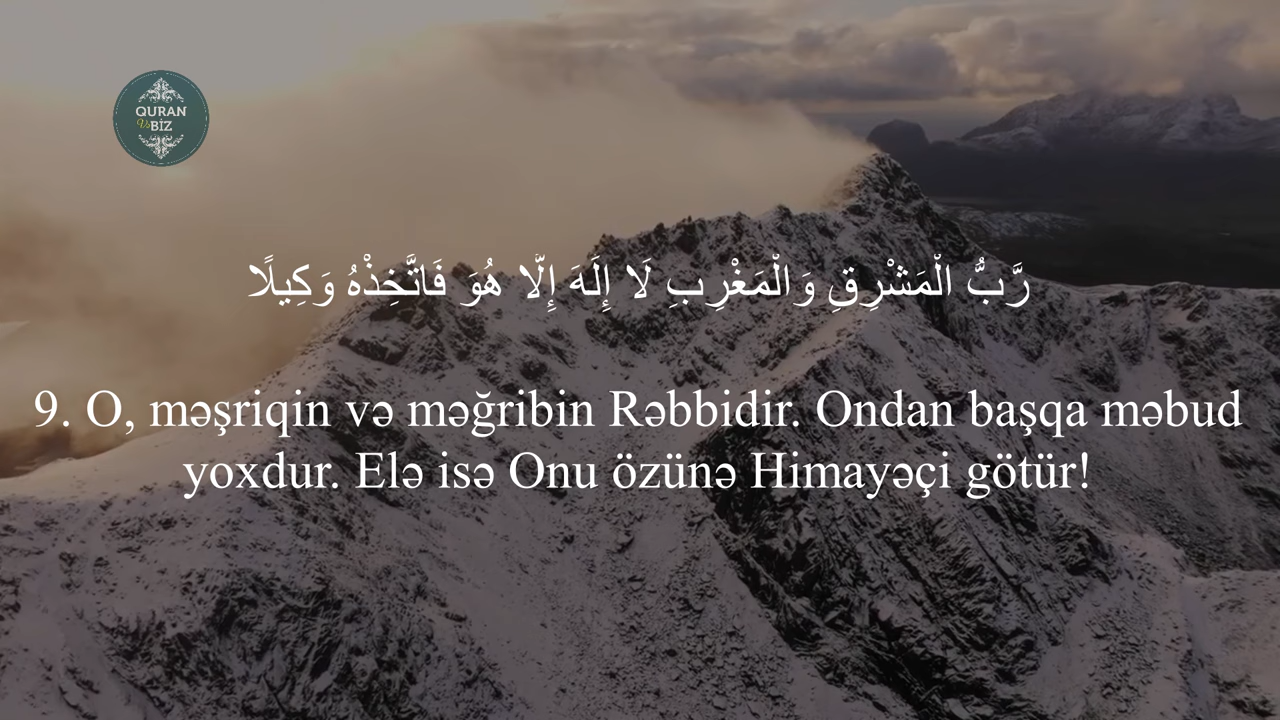 QURAN
Və BİZ
رَّبُّ الْمَشْرِقِ وَالْمَغْرِبِ لَا إِلَهَ إِلَّا هُوَ فَاتَّخِذْهُ وَكِيلًا
9. O, məşriqin və məğribin Rəbbidir. Ondan başqa məbud
yoxdur. Elə isə Onu özünə Himayəçi götür!